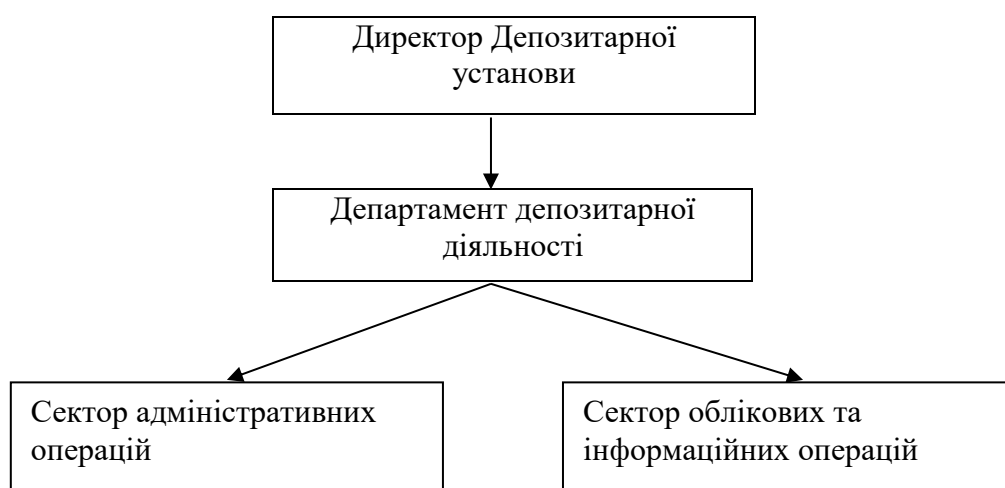 Директор Депозитарної
установи
Департамент депозитарної
діяльності
Сектор адміністративних
операцій
Сектор облікових та
інформаційних операцій